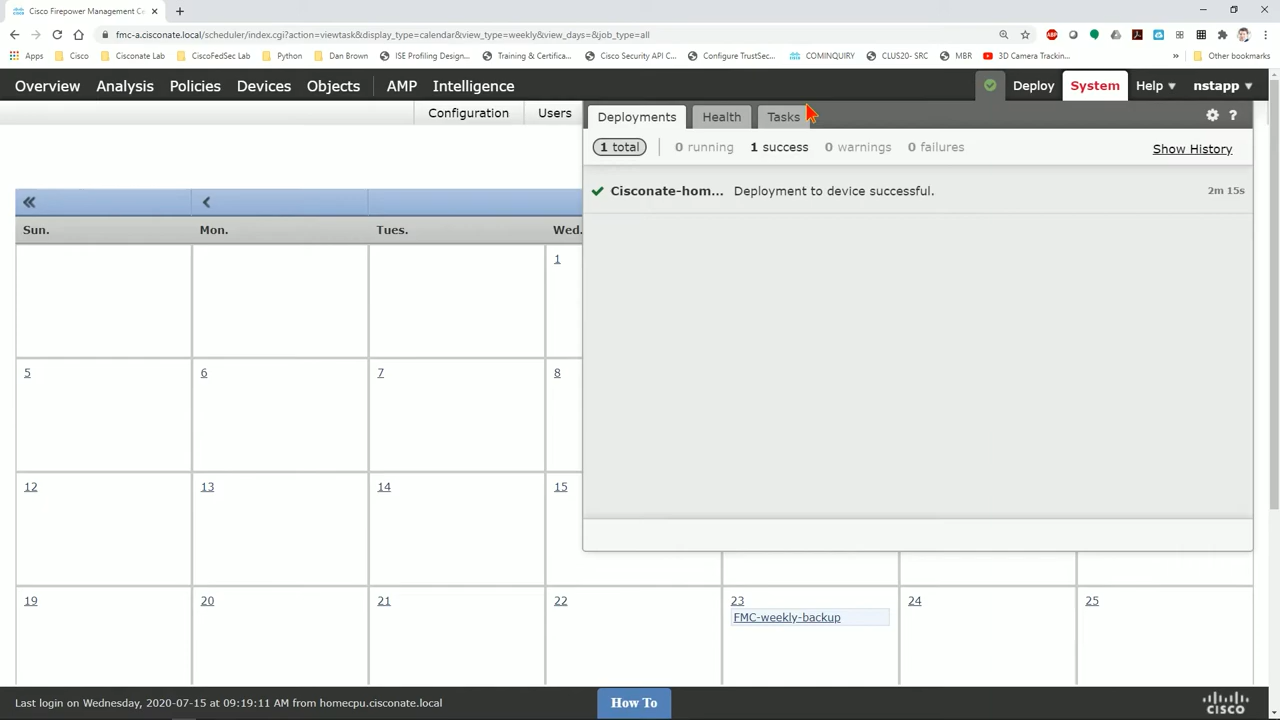 Cisco Firepower Management Ce
fmc-a.cisconate.local/scheduler/index.cgi?action=viewtask&display_type=calendar&view_type=weekly&view_days=&job_type=all
Apps Cisco Cisconate Lab CiscoFedSec Lab Python Dan Brown ISE Profiling Design... Training & Certificat... Cisco Security API C... Configure TrustSec... COMINQUIRY CLUS20- SRC MBR 3D Camera Trackin... » Other bookmarks
Overview Analysis Policies Devices Objects AMP Intelligence Deploy System Help nstapp
Configuration Users
Deployments Health Tasks
1 total 0 running 1 success 0 warnings 0 failures Show History
Cisconate-hom... Deployment to device successful. 2m 15s
Sun. Mon. Tues. Wed.
1
5 6 7 8
12 13 14 15
19 20 21 22 23 24 25
FMC-weekly-backup
Last login on Wednesday, 2020-07-15 at 09:19:11 AM from homecpu.cisconate.local How To
CISCO